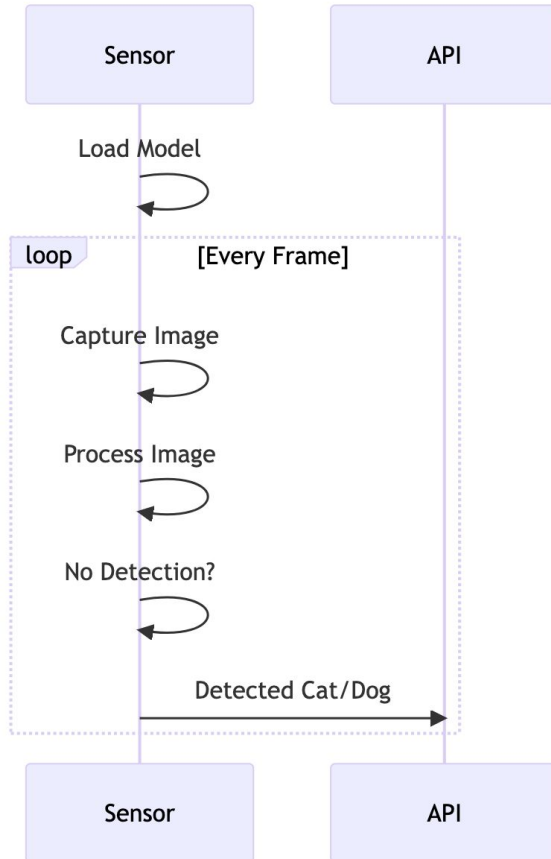 Sensor
API
Load Model
loop
[Every Frame]
Capture Image
Process Image
No Detection?
Detected Cat/Dog
Sensor
API